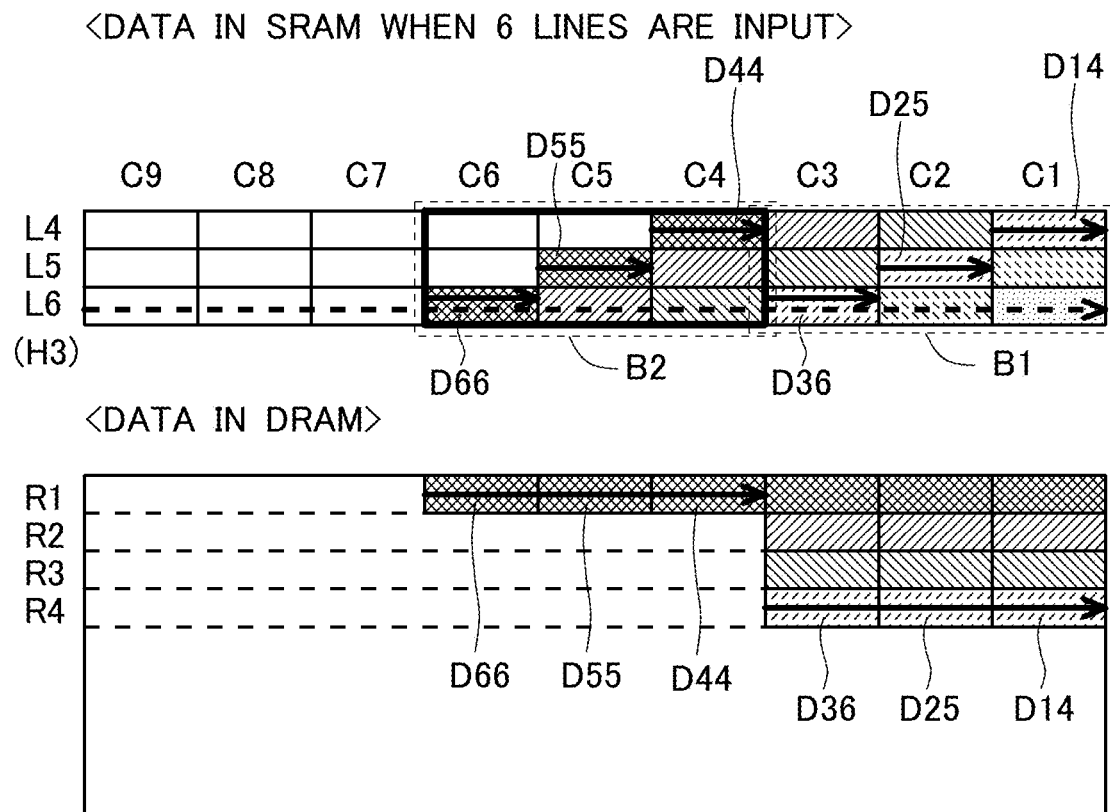 <DATA IN SRAM WHEN 6 LINES ARE INPUT>
D44 D14
D25
D55
C9 C8 C7 C6 C5 C4 C3 C2 C1
L4
L5
L6
(H3)
D66 B2 D36 B1
<DATA IN DRAM>
R1
R2
R3
R4
D66 D55 D44
D36 D25 D14